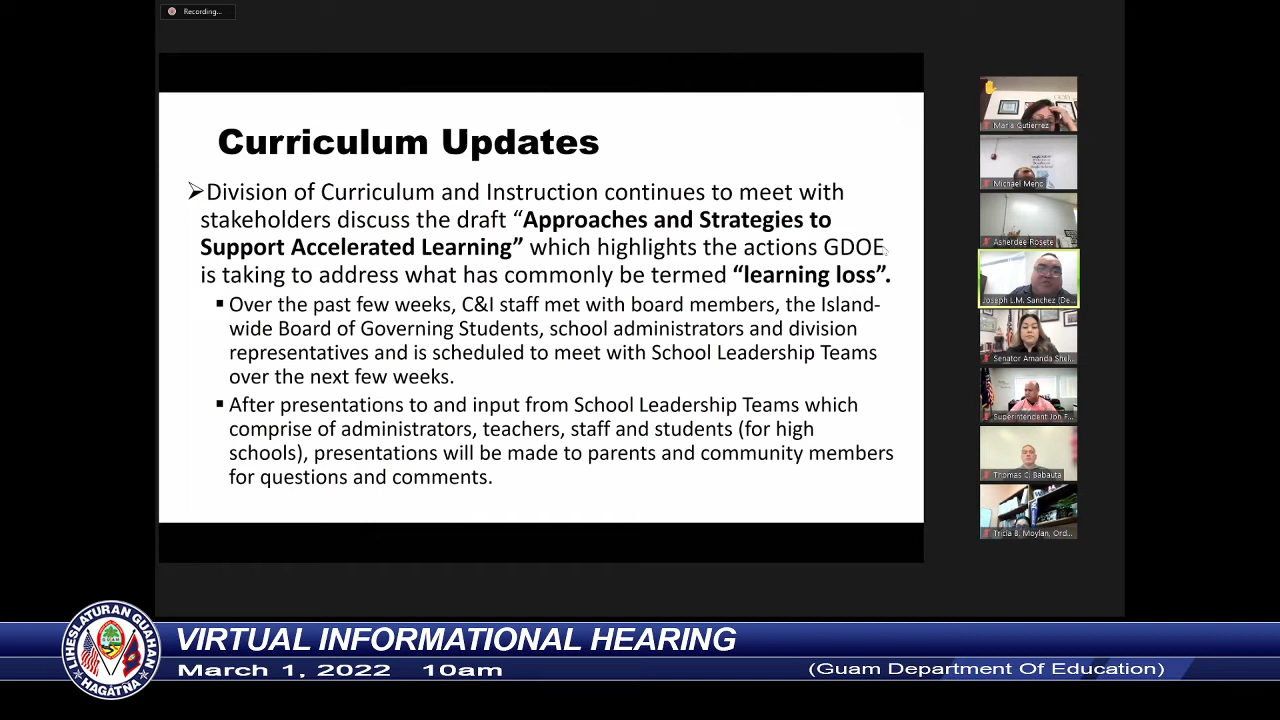 Recording...
Curriculum Updates
Division of Curriculum and Instruction continues to meet with
stakeholders discuss the draft “Approaches and Strategies to
Support Accelerated Learning” which highlights the actions GDOE
is taking to address what has commonly be termed “learning loss”.
Over the past few weeks, C&I staff met with board members, the Island-
wide Board of Governing Students, school administrators and division
representatives and is scheduled to meet with School Leadership Teams
over the next few weeks.
After presentations to and input from School Leadership Teams which
comprise of administrators, teachers, staff and students (for high
schools), presentations will be made to parents and community members
for questions and comments.
Maria Gutierrez
Michael Meno
Asherdee Rosete
Joseph L.M. Sanchez (De...
Senator Amanda Shel...
Superintendent Jon F...
Thomas C. Babauta
Tricia B. Moylan, Ord...
LIHESLATURAN GUAHAN
HAGATNA
VIRTUAL INFORMATIONAL HEARING
March 1, 2022 10am
(Guam Department Of Education)